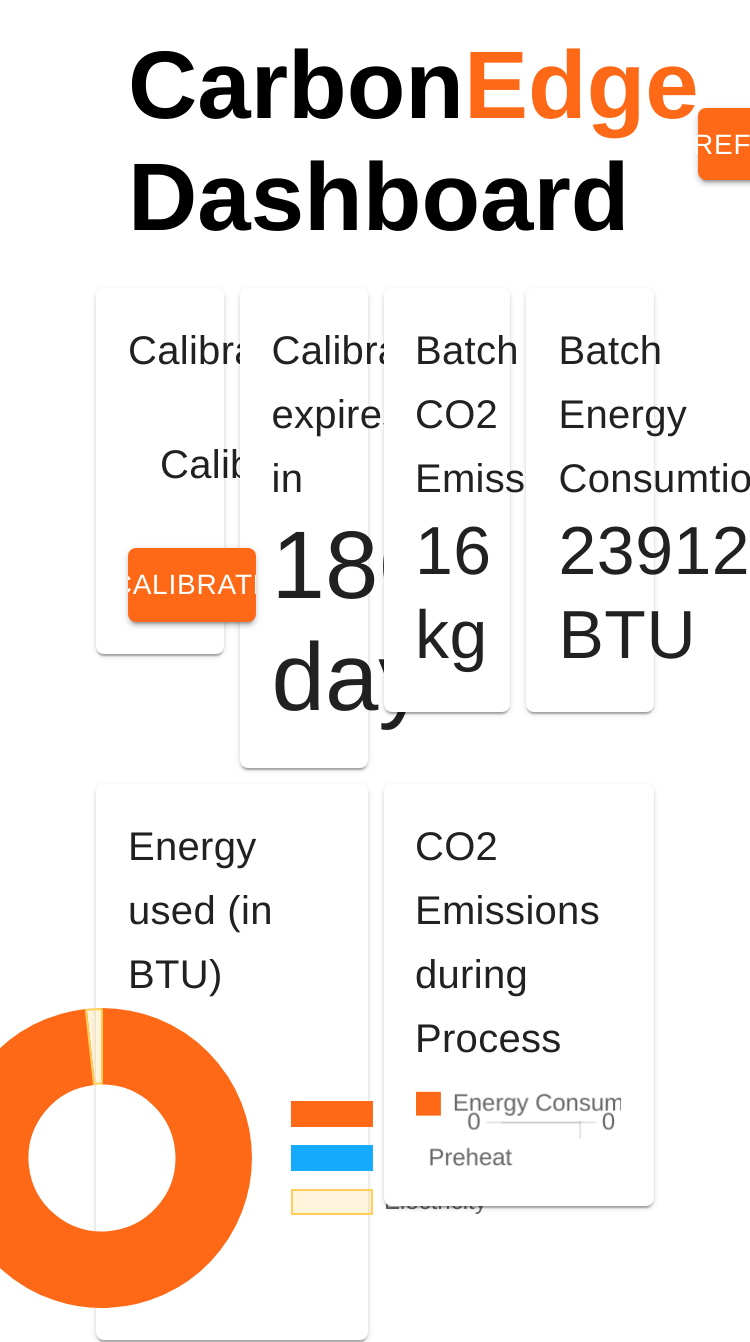 CarbonEdge
REF
Dashboard
Calibra
Calib
CALIBRATE
Calibra
expires
in
180
day
Batch
CO2
Emiss
16
kg
Batch
Energy
Consumtio
23912
BTU
Energy
used (in
BTU)
Electricity
CO2
Emissions
during
Process
Energy Consum
0 0
Preheat